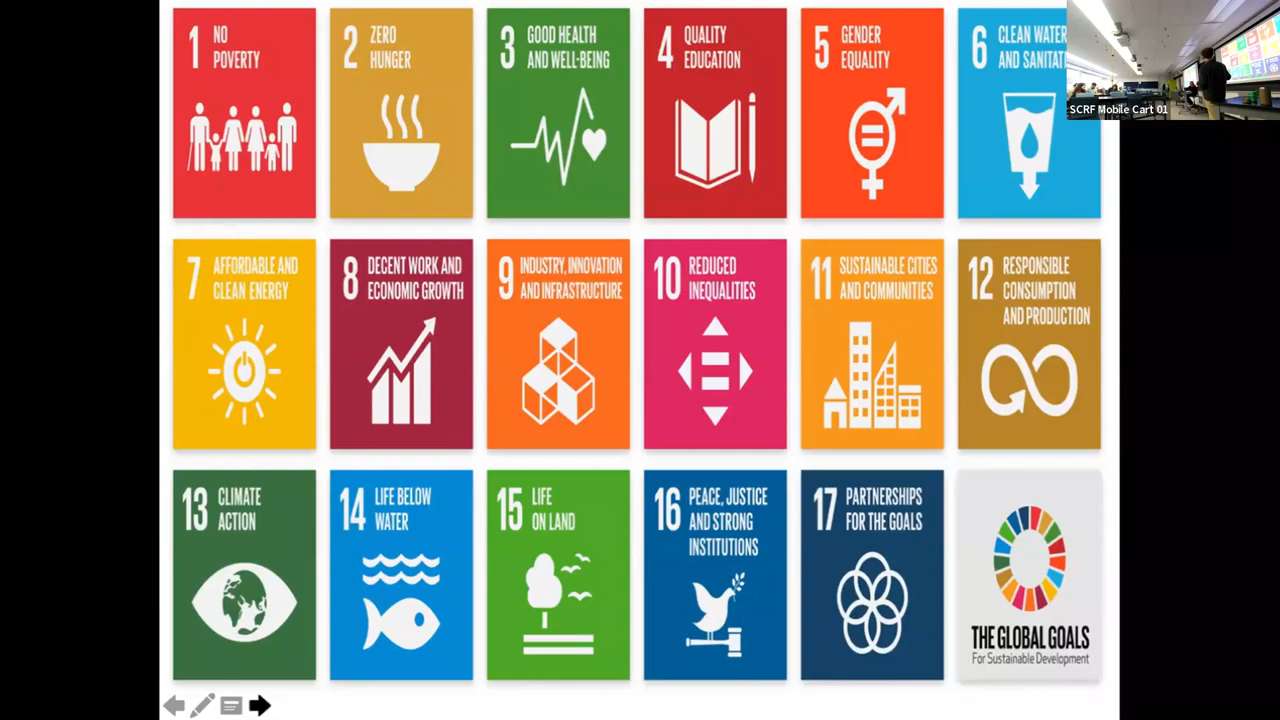 1 NO
POVERTY
2 ZERO
HUNGER
3 GOOD HEALTH
AND WELL-BEING
4 QUALITY
EDUCATION
5 GENDER
EQUALITY
6 CLEAN WATER
AND SANITAT
SCRF Mobile Cart 01
7 AFFORDABLE AND
CLEAN ENERGY
8 DECENT WORK AND
ECONOMIC GROWTH
9 INDUSTRY, INNOVATION
AND INFRASTRUCTURE
10 REDUCED
INEQUALITIES
11 SUSTAINABLE CITIES
AND COMMUNITIES
12 RESPONSIBLE
CONSUMPTION
AND PRODUCTION
13 CLIMATE
ACTION
14 LIFE BELOW
WATER
15 LIFE
ON LAND
16 PEACE, JUSTICE
AND STRONG
INSTITUTIONS
17 PARTNERSHIPS
FOR THE GOALS
THE GLOBAL GOALS
For Sustainable Development